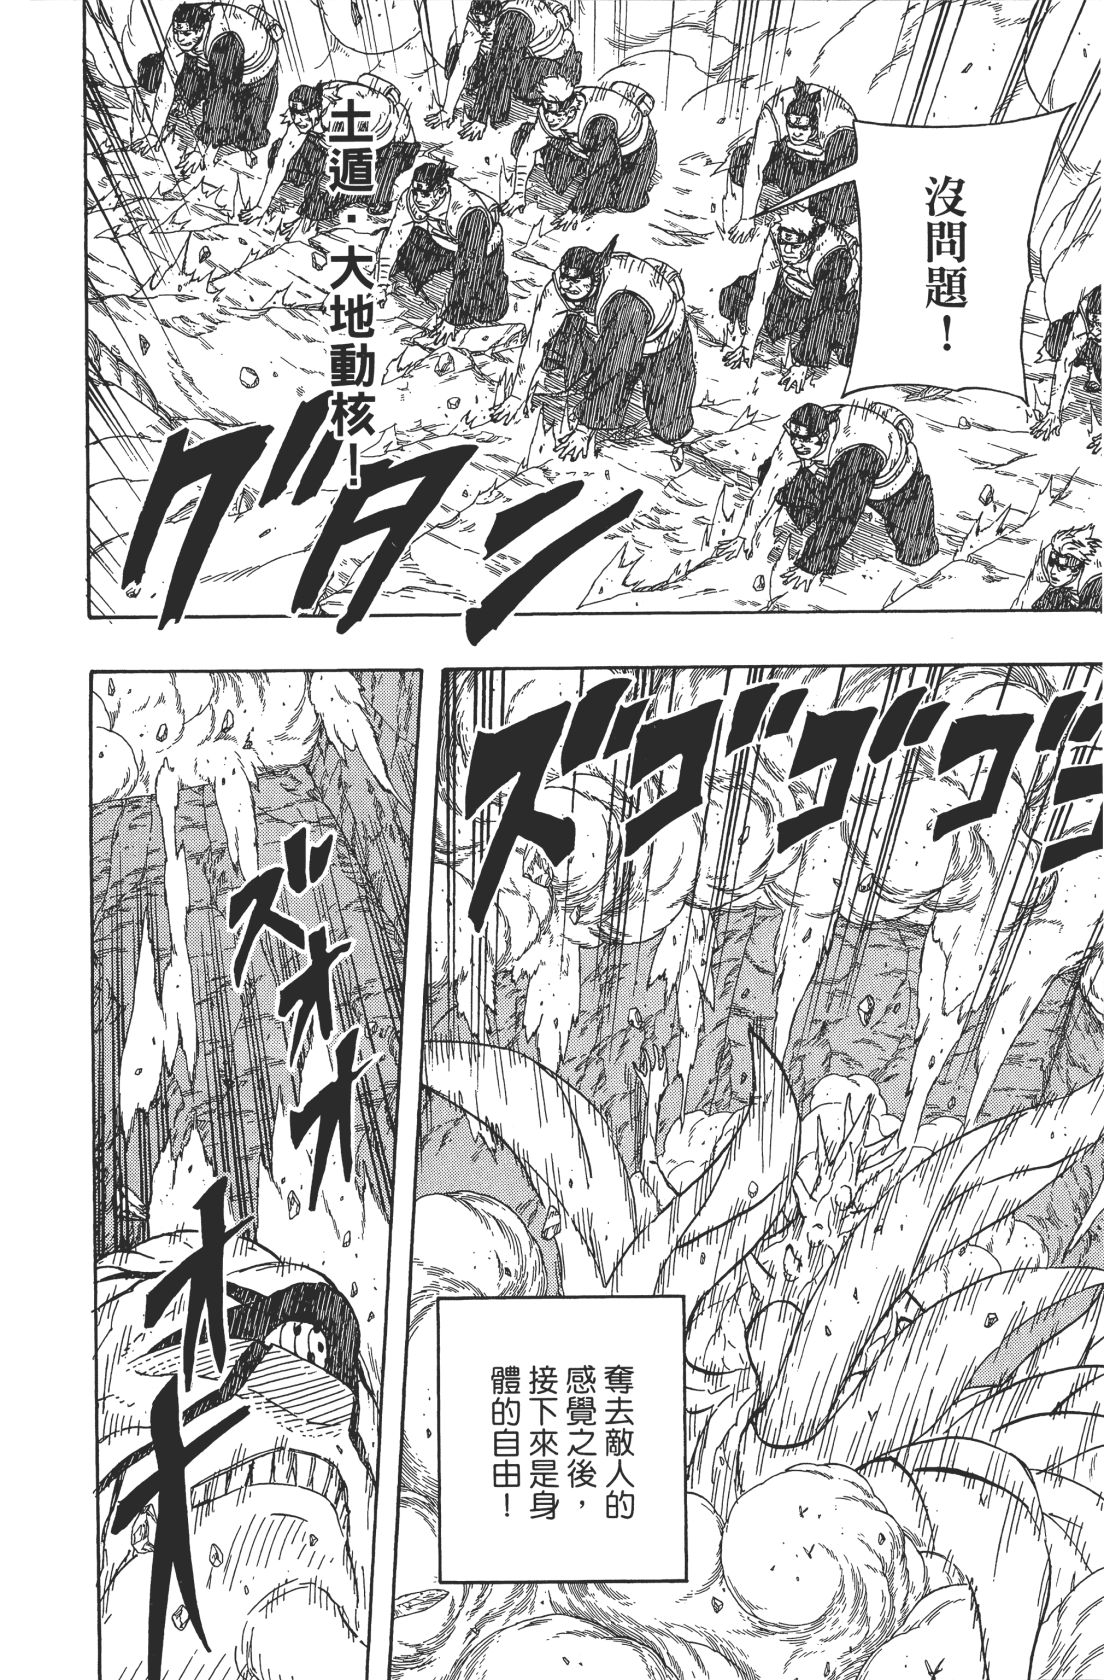 沒問題！
土遁・大地動核！
グタン
ズゴゴゴゴ
奪去敵人的
感覺之後，
接下來是身
體的自由！
ズオオオオ